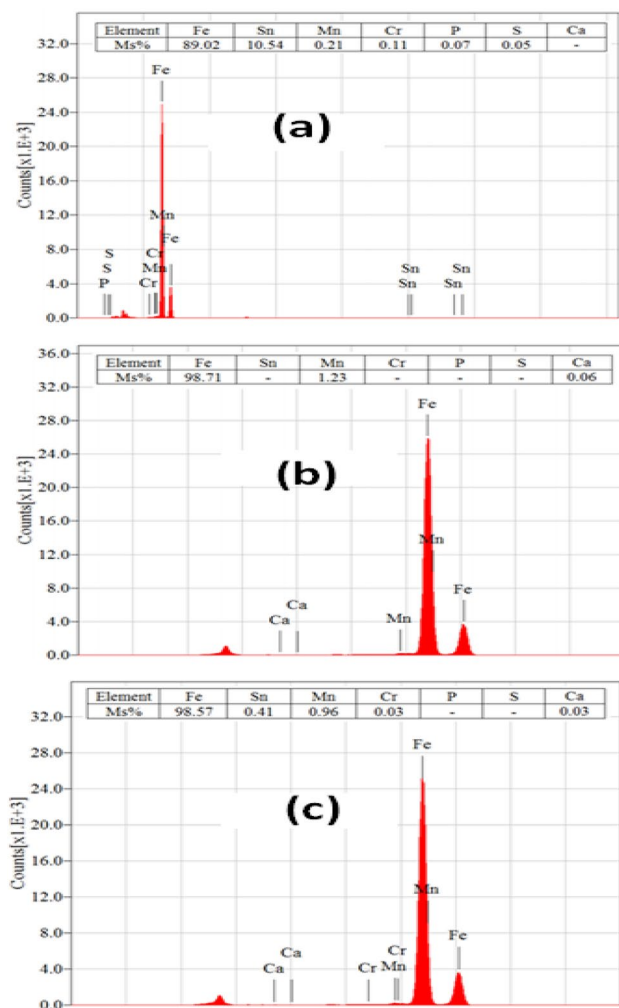 Element Fe Sn Mn Cr P S Ca
Ms% 89.02 10.54 0.21 0.11 0.07 0.05 -
32.0
Fe
28.0
24.0
(a)
20.0
Counts[x1.E+3]
16.0
12.0
Mn
Fe
8.0
S Cr
S Mn Sn Sn
4.0
P Cr Sn Sn
0.0
36.0
Element Fe Sn Mn Cr P S Ca
Ms% 98.71 - 1.23 - - - 0.06
32.0
Fe
28.0
24.0
(b)
20.0
Counts[x1.E+3]
16.0
Mn
12.0
8.0
Fe
Ca Mn
4.0
Ca
0.0
Element Fe Sn Mn Cr P S Ca
Ms% 98.57 0.41 0.96 0.03 - - 0.03
32.0
Fe
28.0
24.0
(c)
20.0
Counts[x1.E+3]
16.0
Mn
12.0
8.0
Fe
Ca Cr
Ca Cr Mn
4.0
0.0